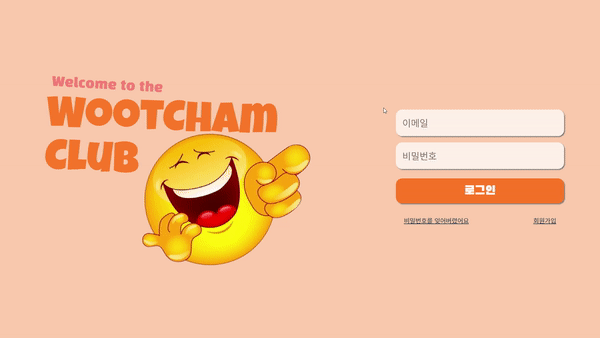 Welcome to the
WOOTCHAM
CLUB
이메일
비밀번호
로그인
비밀번호를 잊어버렸어요
회원가입